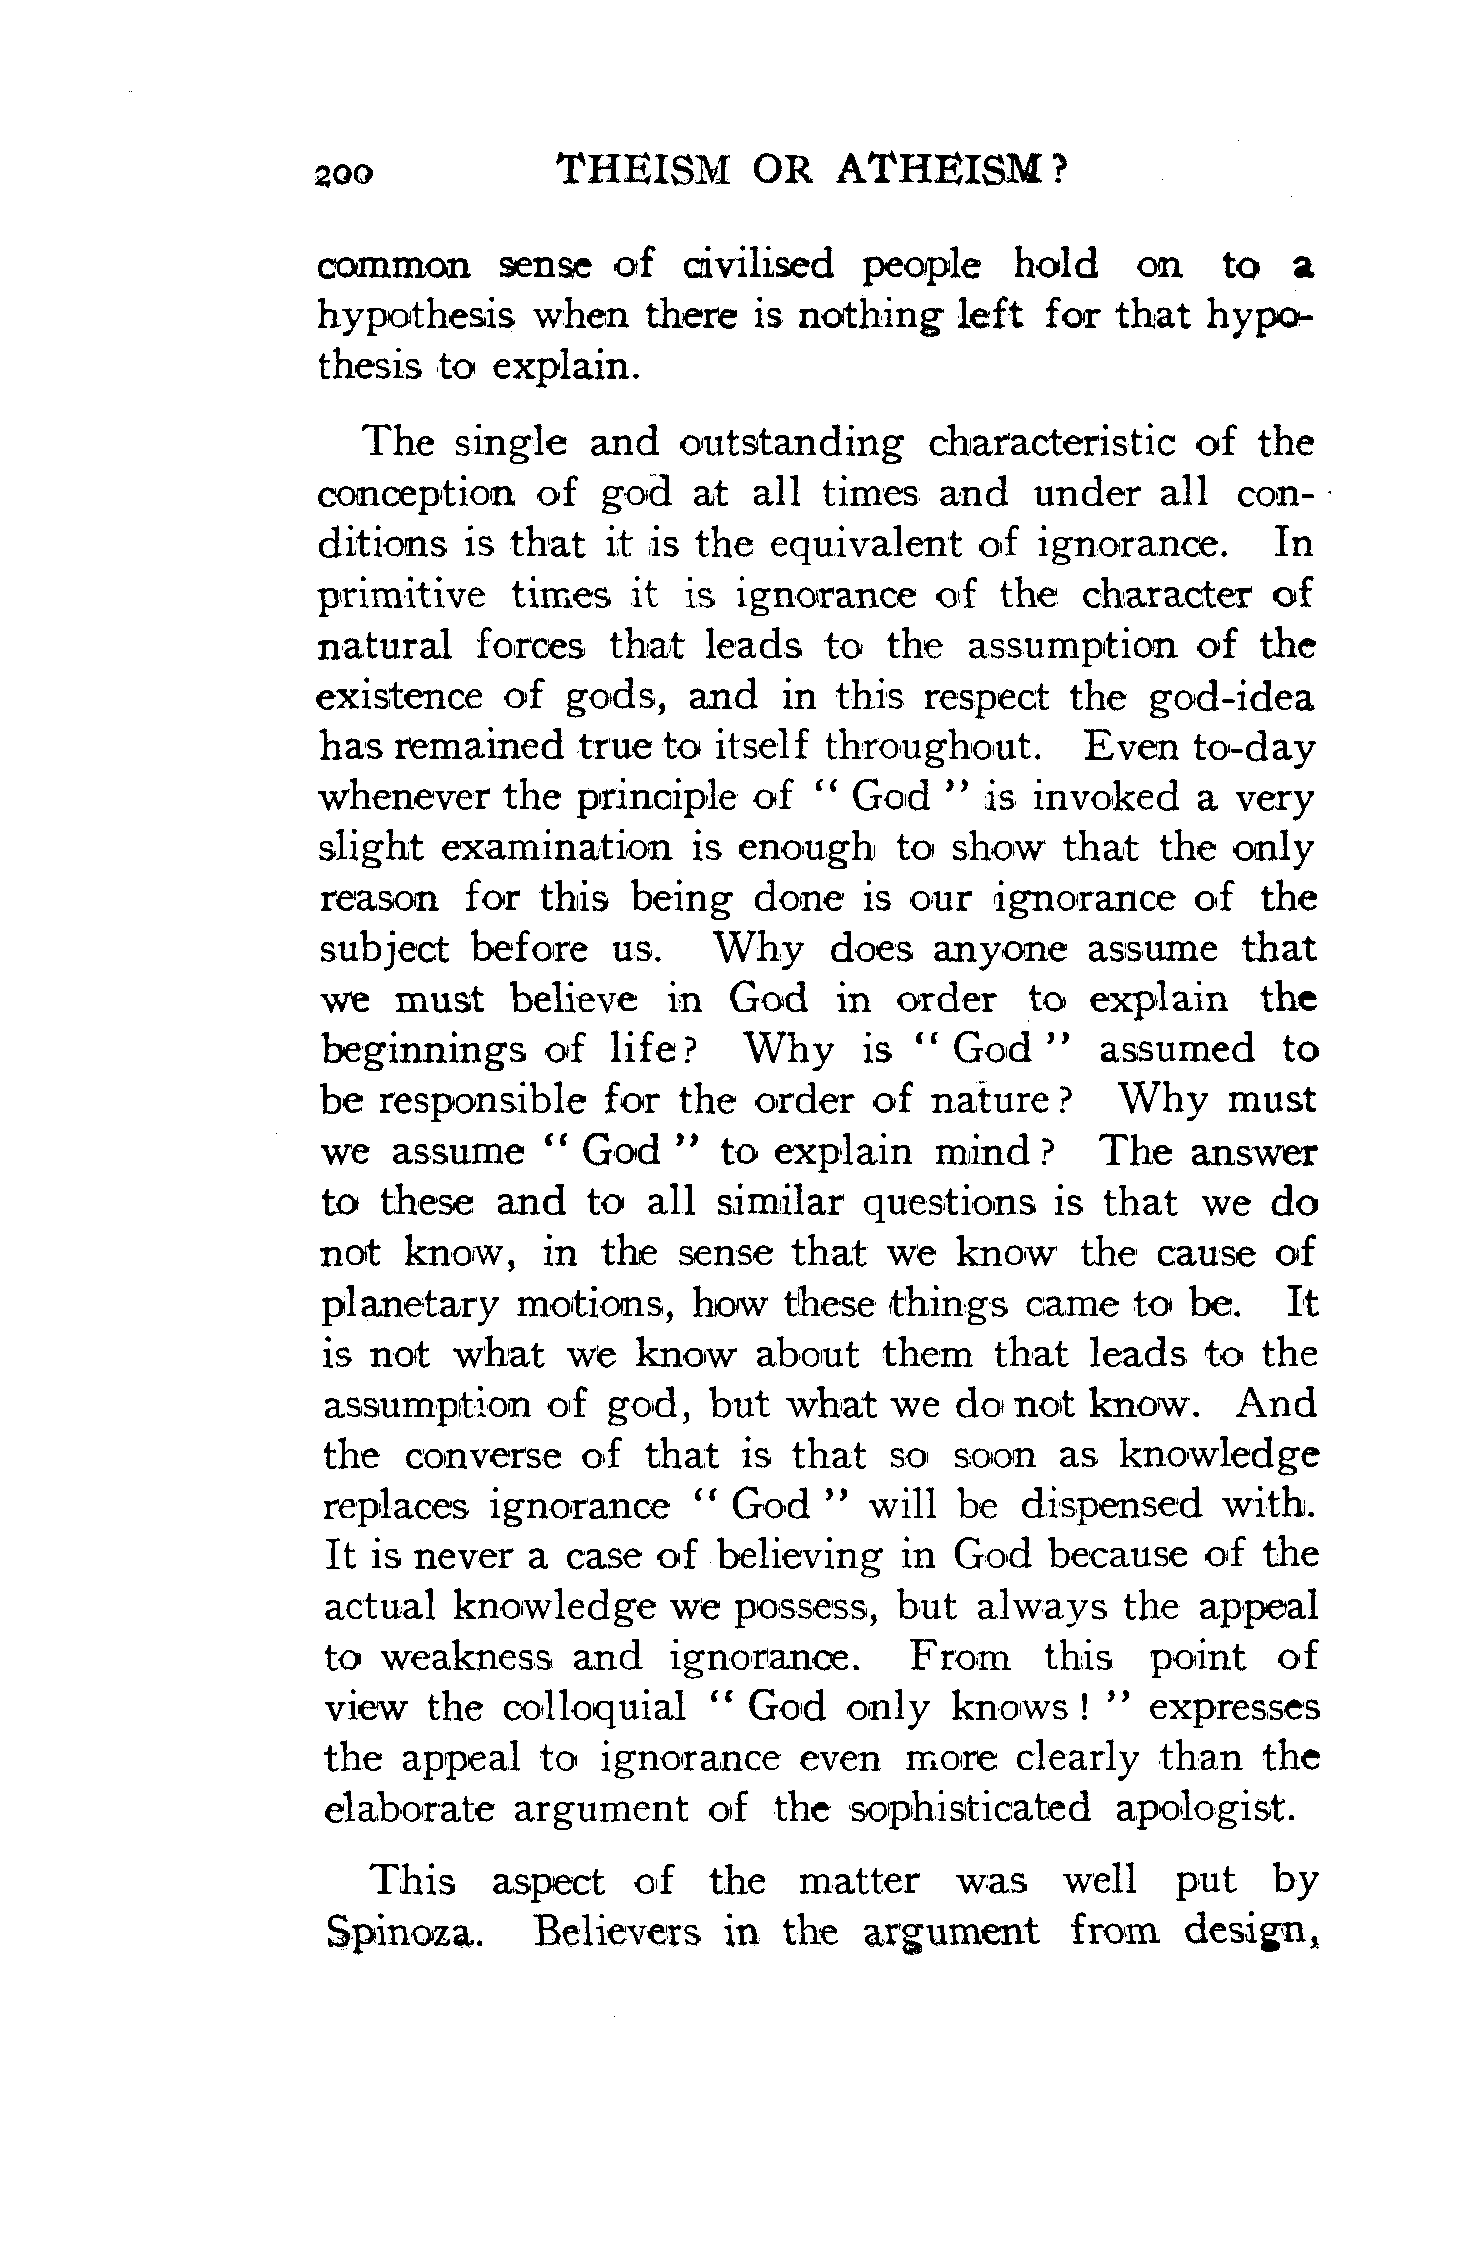 200 THEISM OR ATHEISM?
common sense of civilised people hold on to a
hypothesis when there is nothing left for that hypo-
thesis to explain.
The single and outstanding characteristic of the
conception of god at all times and under all con-
ditions is that it is the equivalent of ignorance. In
primitive times it is ignorance of the character of
natural forces that leads to the assumption of the
existence of gods, and in this respect the god-idea
has remained true to itself throughout. Even to-day
whenever the principle of " God " is invoked a very
slight examination is enough to show that the only
reason for this being done is our ignorance of the
subject before us. Why does anyone assume that
we must believe in God in order to explain the
beginnings of life? Why is " God " assumed to
be responsible for the order of nature? Why must
we assume " God " to explain mind? The answer
to these and to all similar questions is that we do
not know, in the sense that we know the cause of
planetary motions, how these things came to be. It
is not what we know about them that leads to the
assumption of god, but what we do not know. And
the converse of that is that so soon as knowledge
replaces ignorance " God " will be dispensed with.
It is never a case of believing in God because of the
actual knowledge we possess, but always the appeal
to weakness and ignorance. From this point of
view the colloquial " God only knows! " expresses
the appeal to ignorance even more clearly than the
elaborate argument of the sophisticated apologist.
This aspect of the matter was well put by
Spinoza. Believers in the argument from design,